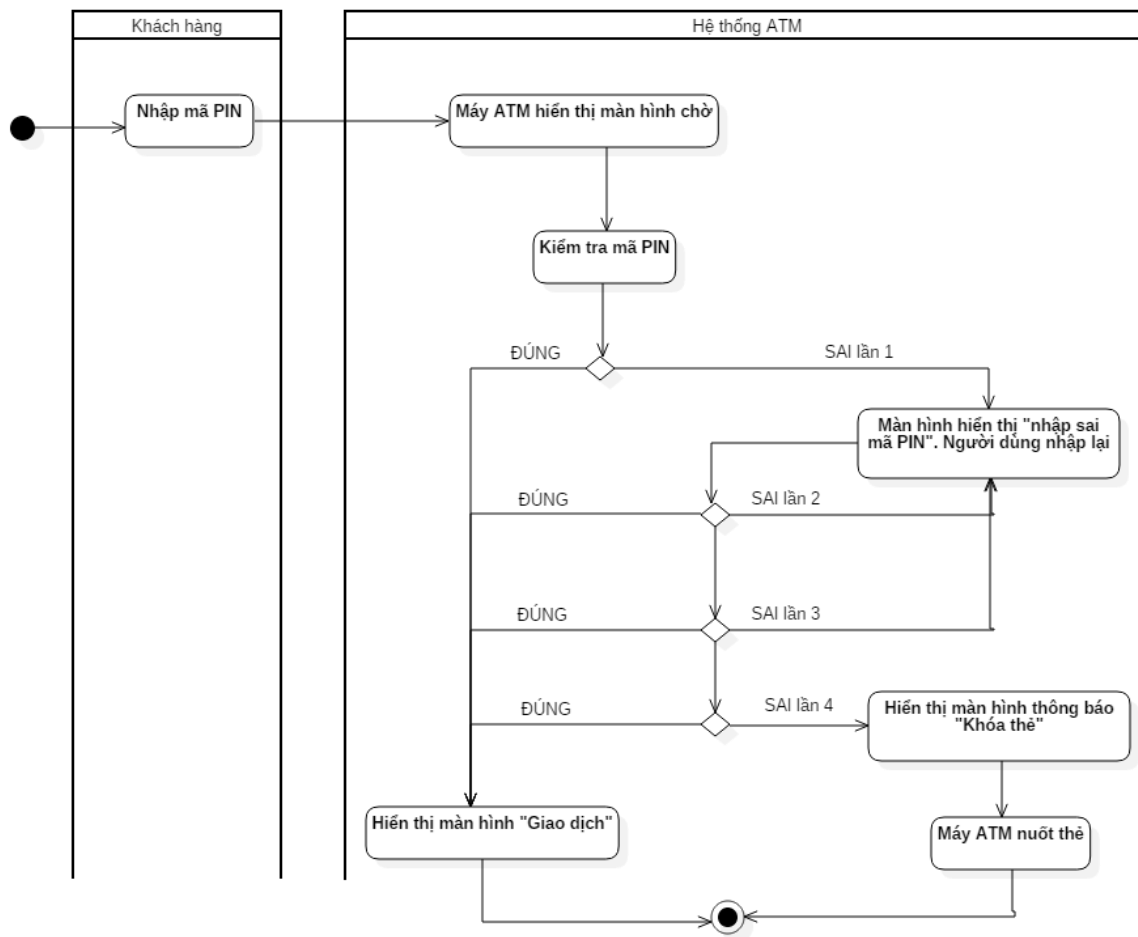 Khách hàng
Hệ thống ATM
Nhập mã PIN
Máy ATM hiển thị màn hình chờ
Kiểm tra mã PIN
ĐÚNG
SAI lần 1
Màn hình hiển thị "nhập sai
mã PIN". Người dùng nhập lại
ĐÚNG
SAI lần 2
ĐÚNG
SAI lần 3
ĐÚNG
SAI lần 4
Hiển thị màn hình thông báo
"Khóa thẻ"
Hiển thị màn hình "Giao dịch"
Máy ATM nuốt thẻ